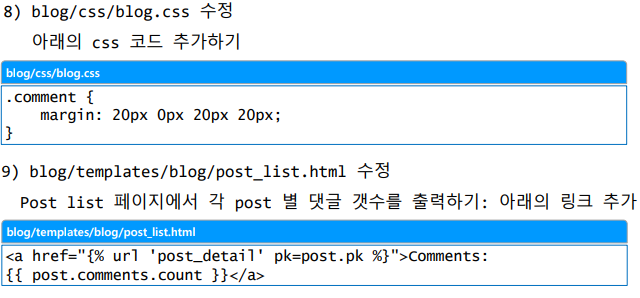 8) blog/css/blog.css 수정
아래의 css 코드 추가하기
blog/css/blog.css
.comment {
    margin: 20px 0px 20px 20px;
}
9) blog/templates/blog/post_list.html 수정
Post list 페이지에서 각 post 별 댓글 갯수를 출력하기: 아래의 링크 추가
blog/templates/blog/post_list.html
<a href="{% url 'post_detail' pk=post.pk %}">Comments:
{{ post.comments.count }}</a>